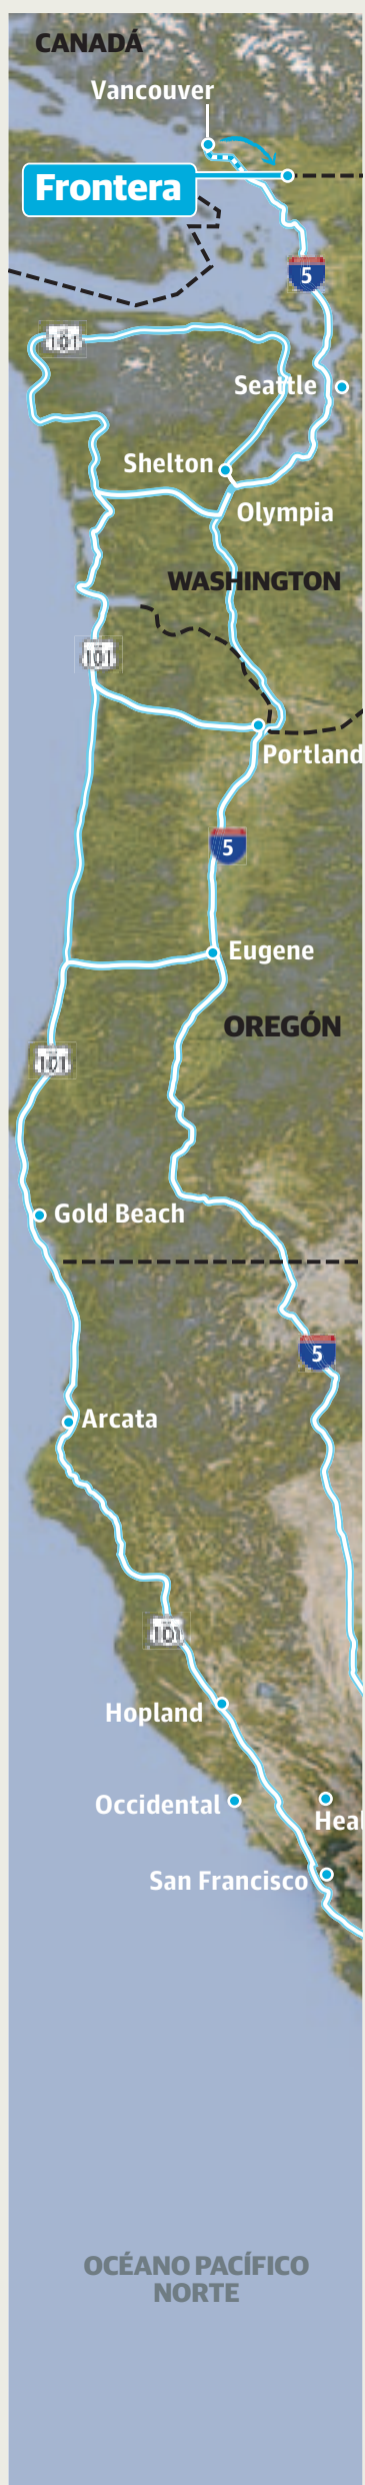 CANADÁ
Vancouver
Frontera
5
101
Seattle
Shelton
Olympia
WASHINGTON
101
Portland
5
Eugene
OREGÓN
101
Gold Beach
5
Arcata
101
Hopland
Occidental
Heal
San Francisco
OCÉANO PACÍFICO
NORTE